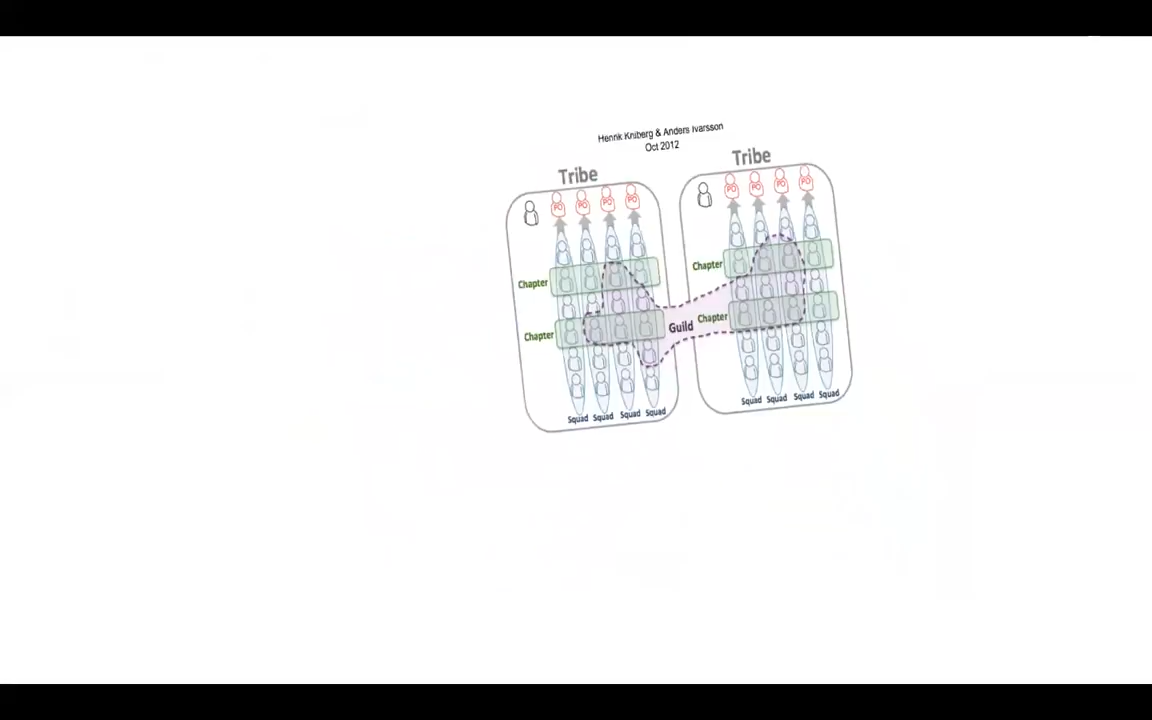 Henrik Kniberg & Anders Ivarsson
Oct 2012
Tribe
PO PO PO PO
Chapter
Chapter
Squad Squad Squad Squad
Guild
Tribe
PO PO PO PO
Chapter
Chapter
Squad Squad Squad Squad